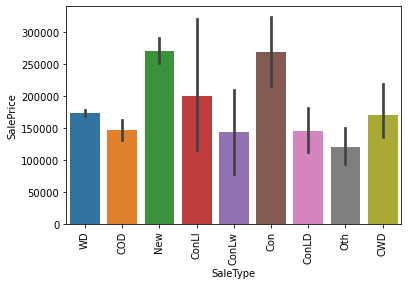 300000
250000
200000
150000
100000
50000
0
SalePrice
WD
COD
New
ConLI
ConLw
Con
ConLD
Oth
CWD
SaleType